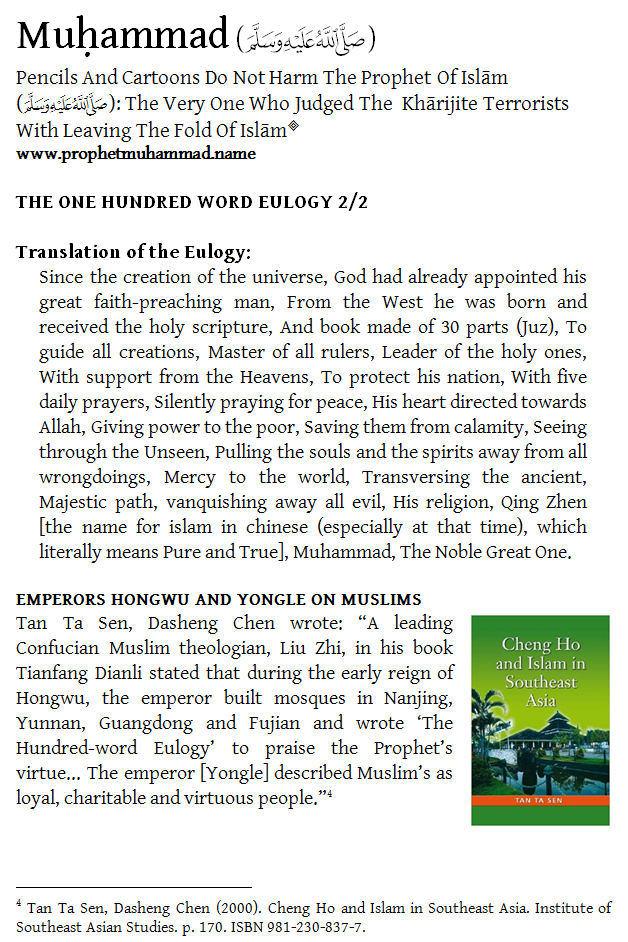 Muḥammad (صَلَّى اللَّهُ عَلَيْهِ وَسَلَّمَ)
Pencils And Cartoons Do Not Harm The Prophet Of Islām
(صَلَّى اللَّهُ عَلَيْهِ وَسَلَّمَ): The Very One Who Judged The Khārijite Terrorists
With Leaving The Fold Of Islām
www.prophetmuhammad.name
THE ONE HUNDRED WORD EULOGY 2/2
Translation of the Eulogy:
Since the creation of the universe, God had already appointed his
great faith-preaching man, From the West he was born and
received the holy scripture, And book made of 30 parts (Juz), To
guide all creations, Master of all rulers, Leader of the holy ones,
With support from the Heavens, To protect his nation, With five
daily prayers, Silently praying for peace, His heart directed towards
Allah, Giving power to the poor, Saving them from calamity, Seeing
through the Unseen, Pulling the souls and the spirits away from all
wrongdoings, Mercy to the world, Transversing the ancient,
Majestic path, vanquishing away all evil, His religion, Qing Zhen
[the name for islam in chinese (especially at that time), which
literally means Pure and True], Muhammad, The Noble Great One.
EMPERORS HONGWU AND YONGLE ON MUSLIMS
Tan Ta Sen, Dasheng Chen wrote: “A leading
Confucian Muslim theologian, Liu Zhi, in his book
Tianfang Dianli stated that during the early reign of
Hongwu, the emperor built mosques in Nanjing,
Yunnan, Guangdong and Fujian and wrote ‘The
Hundred-word Eulogy’ to praise the Prophet’s
virtue... The emperor [Yongle] described Muslim’s as
loyal, charitable and virtuous people.”4
Cheng Ho
and Islam in
Southeast
Asia
TAN TA SEN
4 Tan Ta Sen, Dasheng Chen (2000). Cheng Ho and Islam in Southeast Asia. Institute of
Southeast Asian Studies. p. 170. ISBN 981-230-837-7.